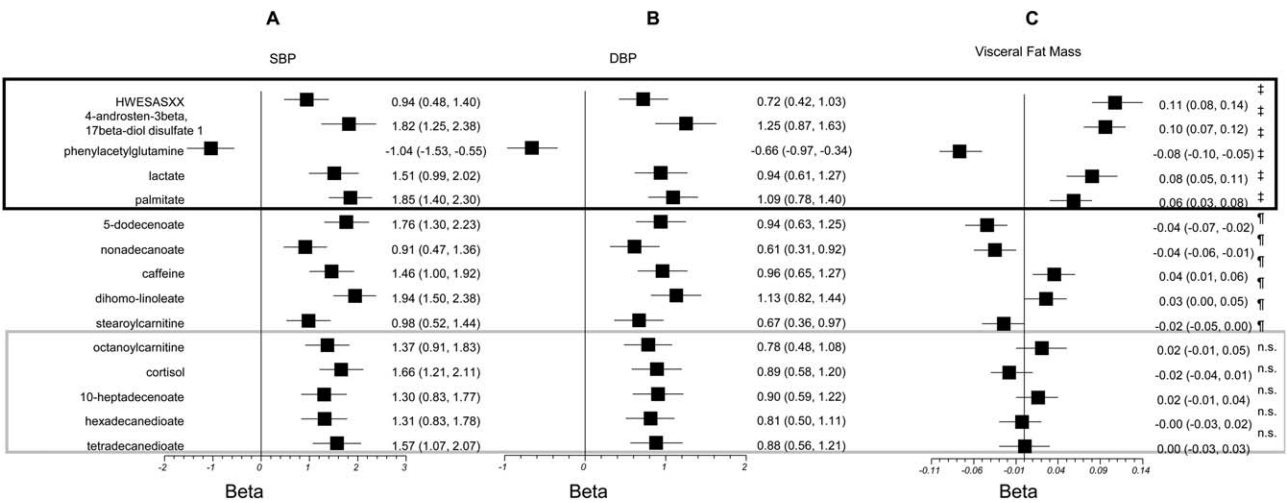 A B C
SBP DBP Visceral Fat Mass
HWESASXX 0.94 (0.48, 1.40) 0.72 (0.42, 1.03) 0.11 (0.08, 0.14) ‡
4-androsten-3beta,
17beta-diol disulfate 1 1.82 (1.25, 2.38) 1.25 (0.87, 1.63) 0.10 (0.07, 0.12) ‡
phenylacetylglutamine -1.04 (-1.53, -0.55) -0.66 (-0.97, -0.34) -0.08 (-0.10, -0.05) ‡
lactate 1.51 (0.99, 2.02) 0.94 (0.61, 1.27) 0.08 (0.05, 0.11) ‡
palmitate 1.85 (1.40, 2.30) 1.09 (0.78, 1.40) 0.06 (0.03, 0.08) ‡
5-dodecenoate 1.76 (1.30, 2.23) 0.94 (0.63, 1.25) -0.04 (-0.07, -0.02) ¶
nonadecanoate 0.91 (0.47, 1.36) 0.61 (0.31, 0.92) -0.04 (-0.06, -0.01) ¶
caffeine 1.46 (1.00, 1.92) 0.96 (0.65, 1.27) 0.04 (0.01, 0.06) ¶
dihomo-linoleate 1.94 (1.50, 2.38) 1.13 (0.82, 1.44) 0.03 (0.00, 0.05) ¶
stearoylcarnitine 0.98 (0.52, 1.44) 0.67 (0.36, 0.97) -0.02 (-0.05, 0.00) ¶
octanoylcarnitine 1.37 (0.91, 1.83) 0.78 (0.48, 1.08) 0.02 (-0.01, 0.05) n.s.
cortisol 1.66 (1.21, 2.11) 0.89 (0.58, 1.20) -0.02 (-0.04, 0.01) n.s.
10-heptadecenoate 1.30 (0.83, 1.77) 0.90 (0.59, 1.22) 0.02 (-0.01, 0.04) n.s.
hexadecanedioate 1.31 (0.83, 1.78) 0.81 (0.50, 1.11) -0.00 (-0.03, 0.02) n.s.
tetradecanedioate 1.57 (1.07, 2.07) 0.88 (0.56, 1.21) 0.00 (-0.03, 0.03) n.s.
-2 -1 0 1 2 3 -1 0 1 2 -0.11 -0.06 -0.01 0.04 0.09 0.14
Beta Beta Beta